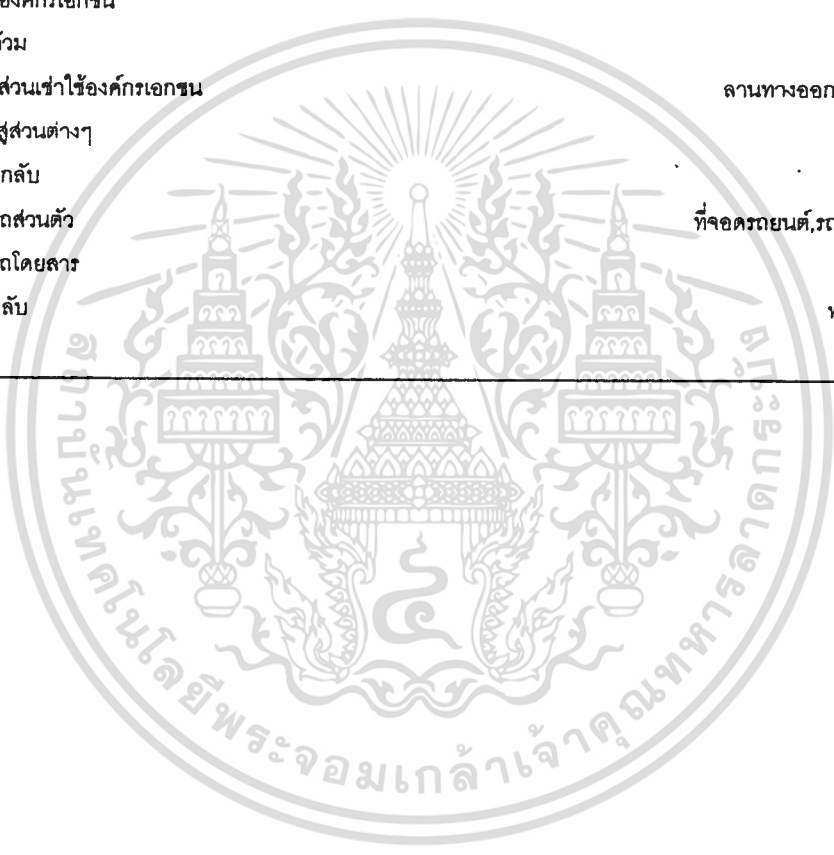 องค์กรเอกชน
ส่วนเช่าใช้องค์กรเอกชน ลานทางออก
สู่ส่วนต่างๆ
กลับ
รถส่วนตัว ที่จอดรถยนต์,รถ
รถโดยสาร
กลับ
สถาบันเทคโนโลยีพระจอมเกล้าเจ้าคุณทหารลาดกระบัง